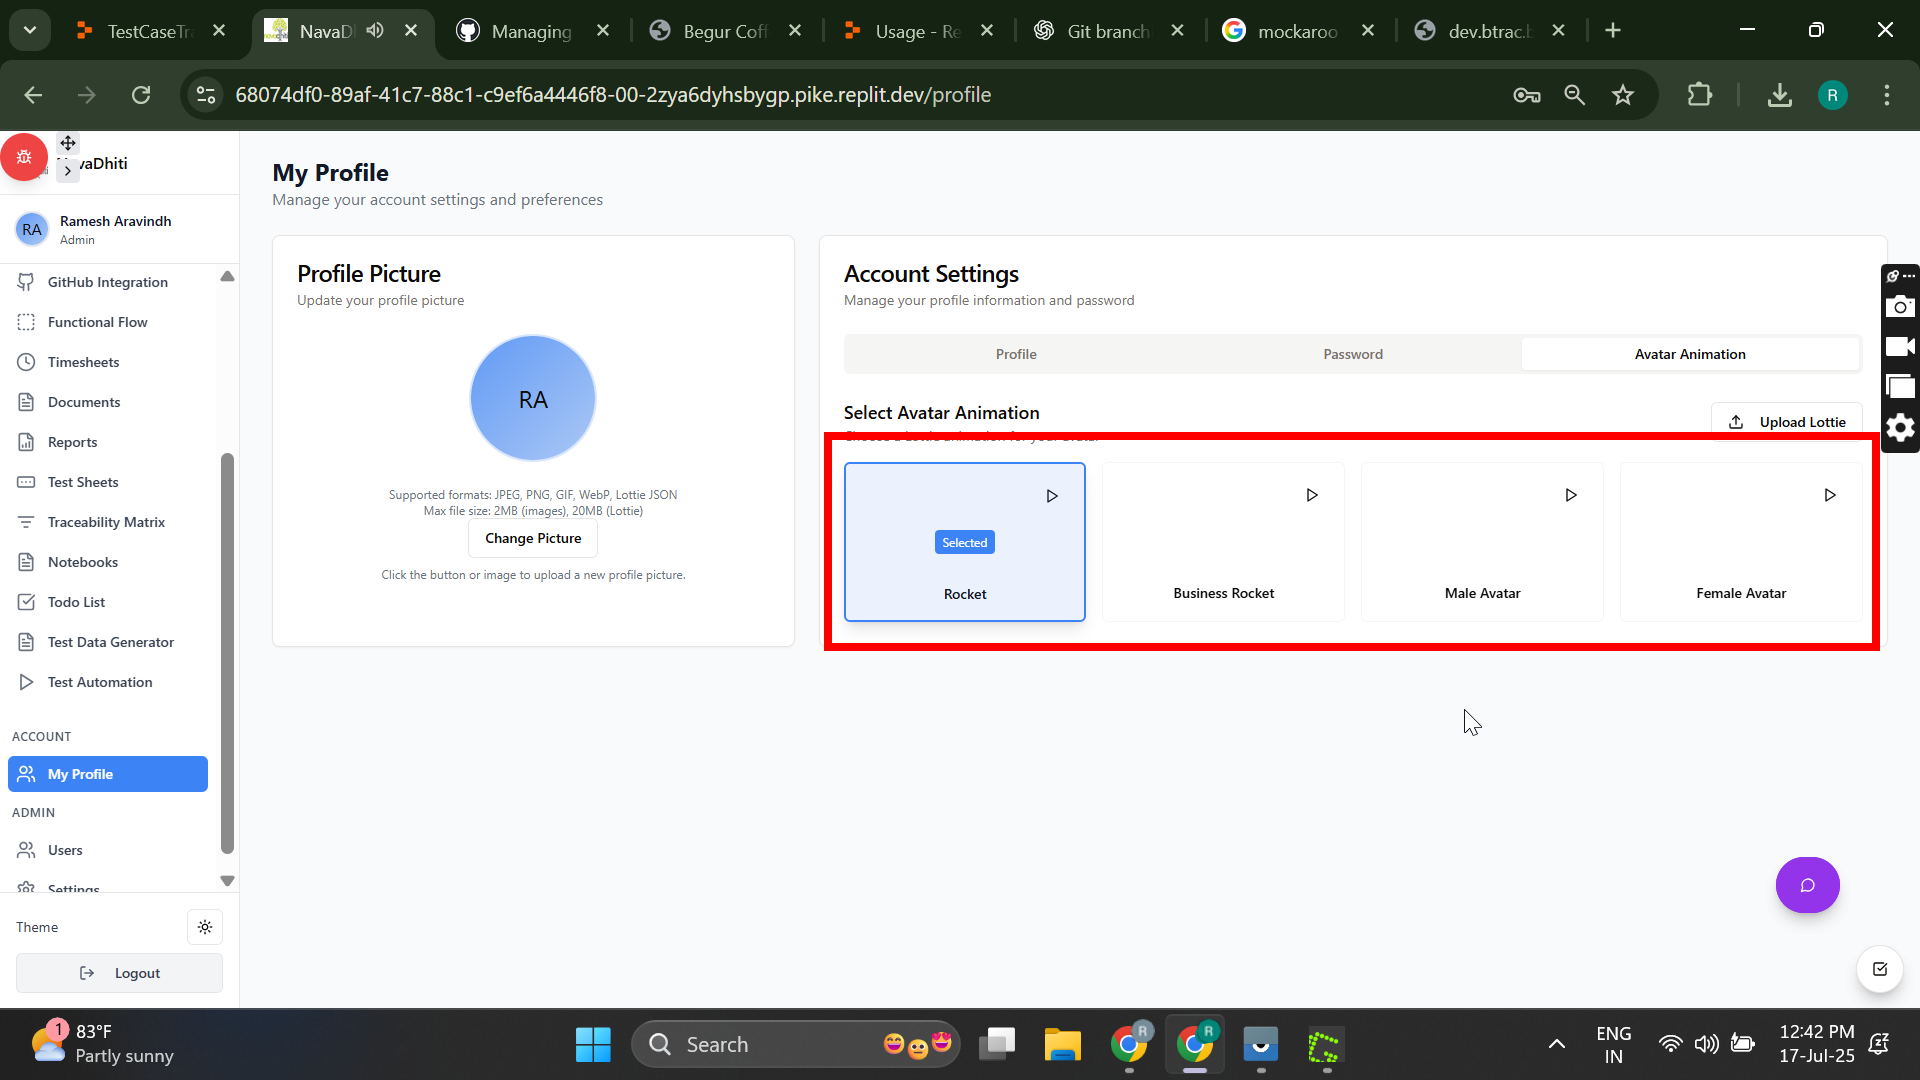 TestCaseTr
NavaD
Managing
Begur Coff
Usage - Re
Git branch
mockaroo
dev.btrac.b
68074df0-89af-41c7-88c1-c9ef6a4446f8-00-2zya6dyhsbygp.pike.replit.dev/profile
R
vaDhiti
RA
Ramesh Aravindh
Admin
GitHub Integration
Functional Flow
Timesheets
Documents
Reports
Test Sheets
Traceability Matrix
Notebooks
Todo List
Test Data Generator
Test Automation
ACCOUNT
My Profile
ADMIN
Users
Settings
Theme
Logout
My Profile
Manage your account settings and preferences
Profile Picture
Update your profile picture
RA
Supported formats: JPEG, PNG, GIF, WebP, Lottie JSON
Max file size: 2MB (images), 20MB (Lottie)
Change Picture
Click the button or image to upload a new profile picture.
Account Settings
Manage your profile information and password
Profile
Password
Avatar Animation
Select Avatar Animation
Upload Lottie
Selected
Rocket
Business Rocket
Male Avatar
Female Avatar
1
83°F
Partly sunny
Search
R
R
ENG
IN
12:42 PM
17-Jul-25